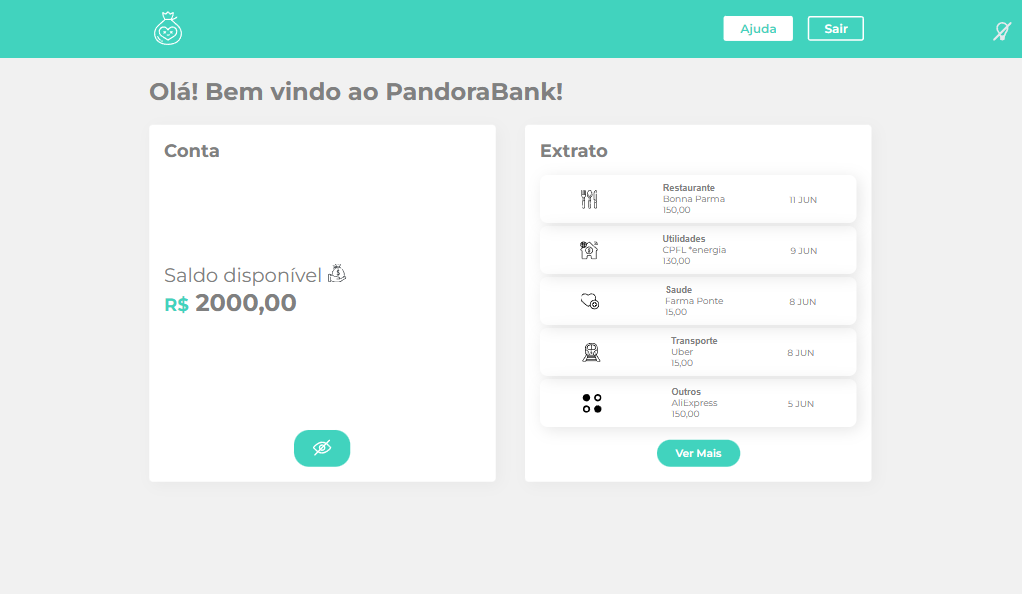 Ajuda
Sair
Olá! Bem vindo ao PandoraBank!
Conta
Saldo disponível
R$ 2000,00
Extrato
Restaurante
Bonna Parma
150,00
11 JUN
Utilidades
CPFL *energia
130,00
9 JUN
Saude
Farma Ponte
15,00
8 JUN
Transporte
Uber
15,00
8 JUN
Outros
AliExpress
150,00
5 JUN
Ver Mais